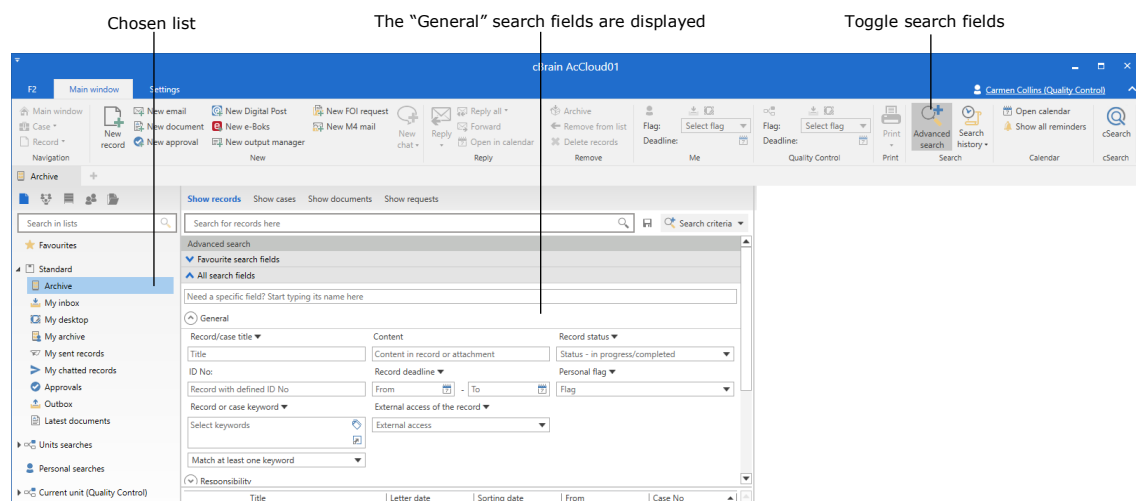 Chosen list
The “General” search fields are displayed
Toggle search fields
cBrain AcCloud01
F2 Main window Settings
Carmen Collins (Quality Control)
Main window
Case
Record
Navigation
New record
New email
New document
New approval
New Digital Post
New e-Boks
New output manager
New FOI request
New M4 mail
New
New chat
Reply
Reply all
Forward
Open in calendar
Reply
Archive
Remove from list
Delete records
Remove
Flag: Select flag
Deadline:
Me
Flag: Select flag
Deadline:
Quality Control
Print
Print
Advanced search
Search history
Search
Open calendar
Show all reminders
Calendar
cSearch
cSearch
Archive
Show records Show cases Show documents Show requests
Search in lists
Search for records here
Search criteria
Favourites
Standard
Archive
My inbox
My desktop
My archive
My sent records
My chatted records
Approvals
Outbox
Latest documents
Units searches
Personal searches
Current unit (Quality Control)
Advanced search
Favourite search fields
All search fields
Need a specific field? Start typing its name here
General
Record/case title Content Record status
Title Content in record or attachment Status - in progress/completed
ID No: Record deadline Personal flag
Record with defined ID No From - To Flag
Record or case keyword External access of the record
Select keywords External access
Match at least one keyword
Responsibility
Title Letter date Sorting date From Case No